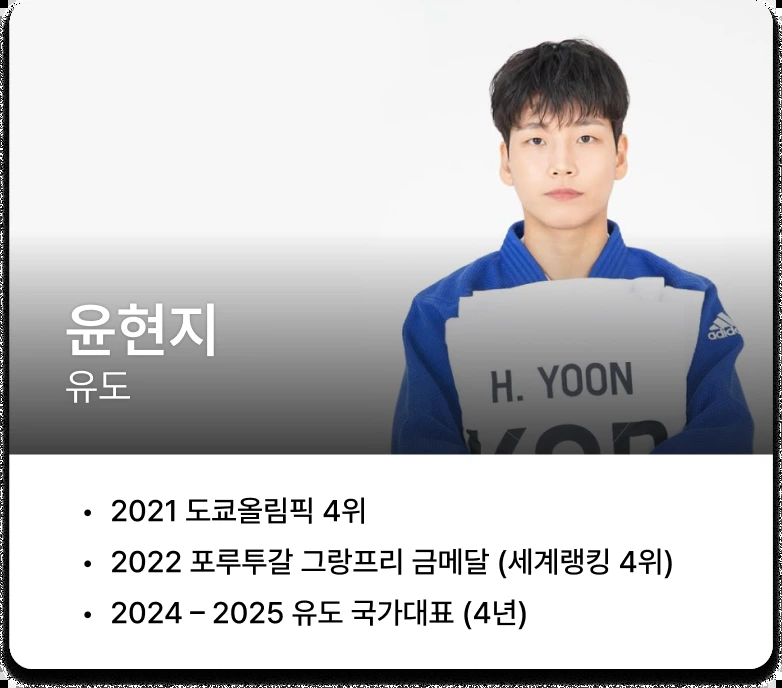 윤현지
유도
adidas
H. YOON
KOR
• 2021 도쿄올림픽 4위
• 2022 포루투갈 그랑프리 금메달 (세계랭킹 4위)
• 2024 – 2025 유도 국가대표 (4년)